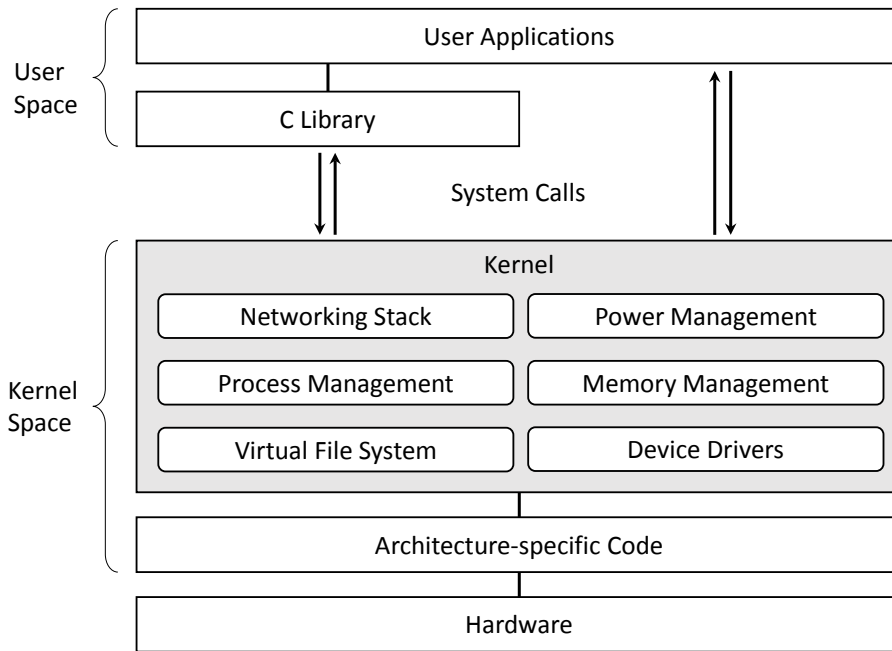 User Applications
User
Space
C Library
System Calls
Kernel
Networking Stack
Power Management
Process Management
Memory Management
Kernel
Space
Virtual File System
Device Drivers
Architecture-specific Code
Hardware